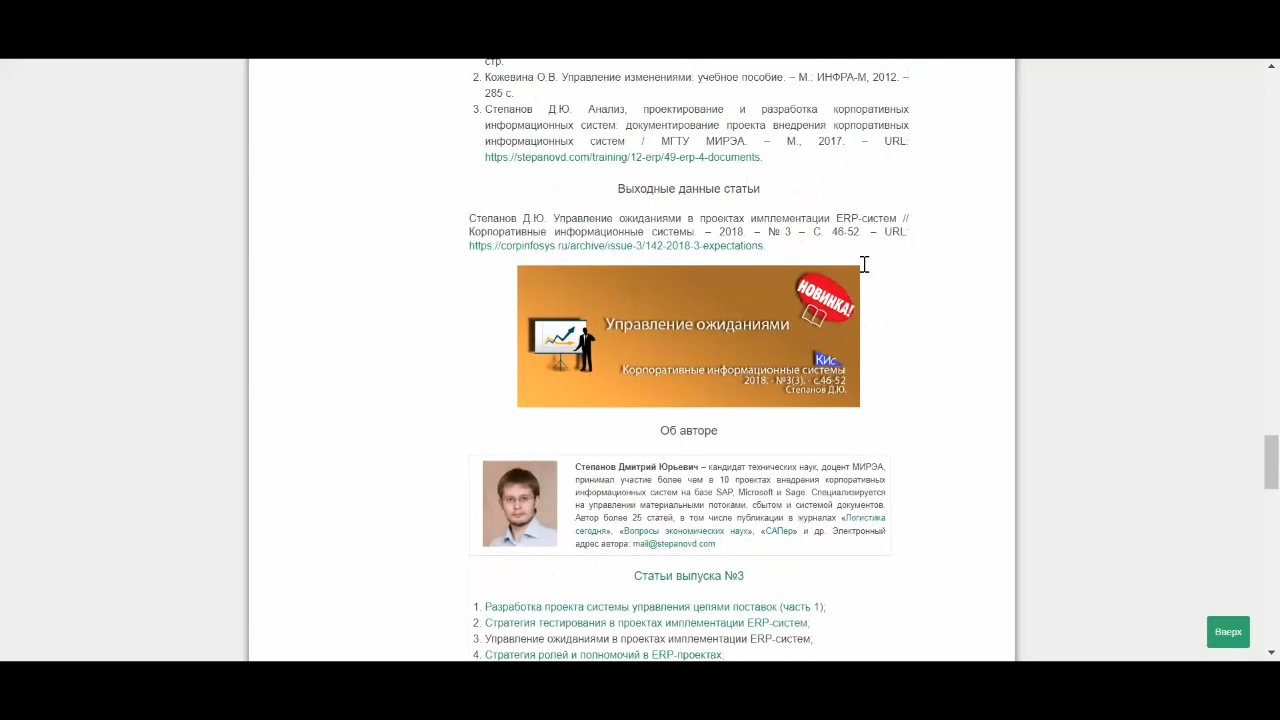 стр.
2. Кожевина О.В. Управление изменениями: учебное пособие. – М.: ИНФРА-М, 2012. –
285 с.
3. Степанов Д.Ю. Анализ, проектирование и разработка корпоративных
информационных систем: документирование проекта внедрения корпоративных
информационных систем / МГТУ МИРЭА. – М., 2017. – URL:
https://stepanovd.com/training/12-erp/49-erp-4-documents.
Выходные данные статьи
Степанов Д.Ю. Управление ожиданиями в проектах имплементации ERP-систем //
Корпоративные информационные системы. – 2018. – №3 – С. 46-52. – URL:
https://corpinfosys.ru/archive/issue-3/142-2018-3-expectations.
НОВИНКА!
Управление ожиданиями
КИс
Корпоративные информационные системы
2018. - №3(3). - с.46-52
Степанов Д.Ю.
Об авторе
Степанов Дмитрий Юрьевич – кандидат технических наук, доцент МИРЭА,
принимал участие более чем в 10 проектах внедрения корпоративных
информационных систем на базе SAP, Microsoft и Sage. Специализируется
на управлении материальными потоками, сбытом и системой документов.
Автор более 25 статей, в том числе публикации в журналах «Логистика
сегодня», «Вопросы экономических наук», «САПер» и др. Электронный
адрес автора: mail@stepanovd.com
Статьи выпуска №3
1. Разработка проекта системы управления цепями поставок (часть 1);
2. Стратегия тестирования в проектах имплементации ERP-систем;
3. Управление ожиданиями в проектах имплементации ERP-систем;
4. Стратегия ролей и полномочий в ERP-проектах;
Вверх